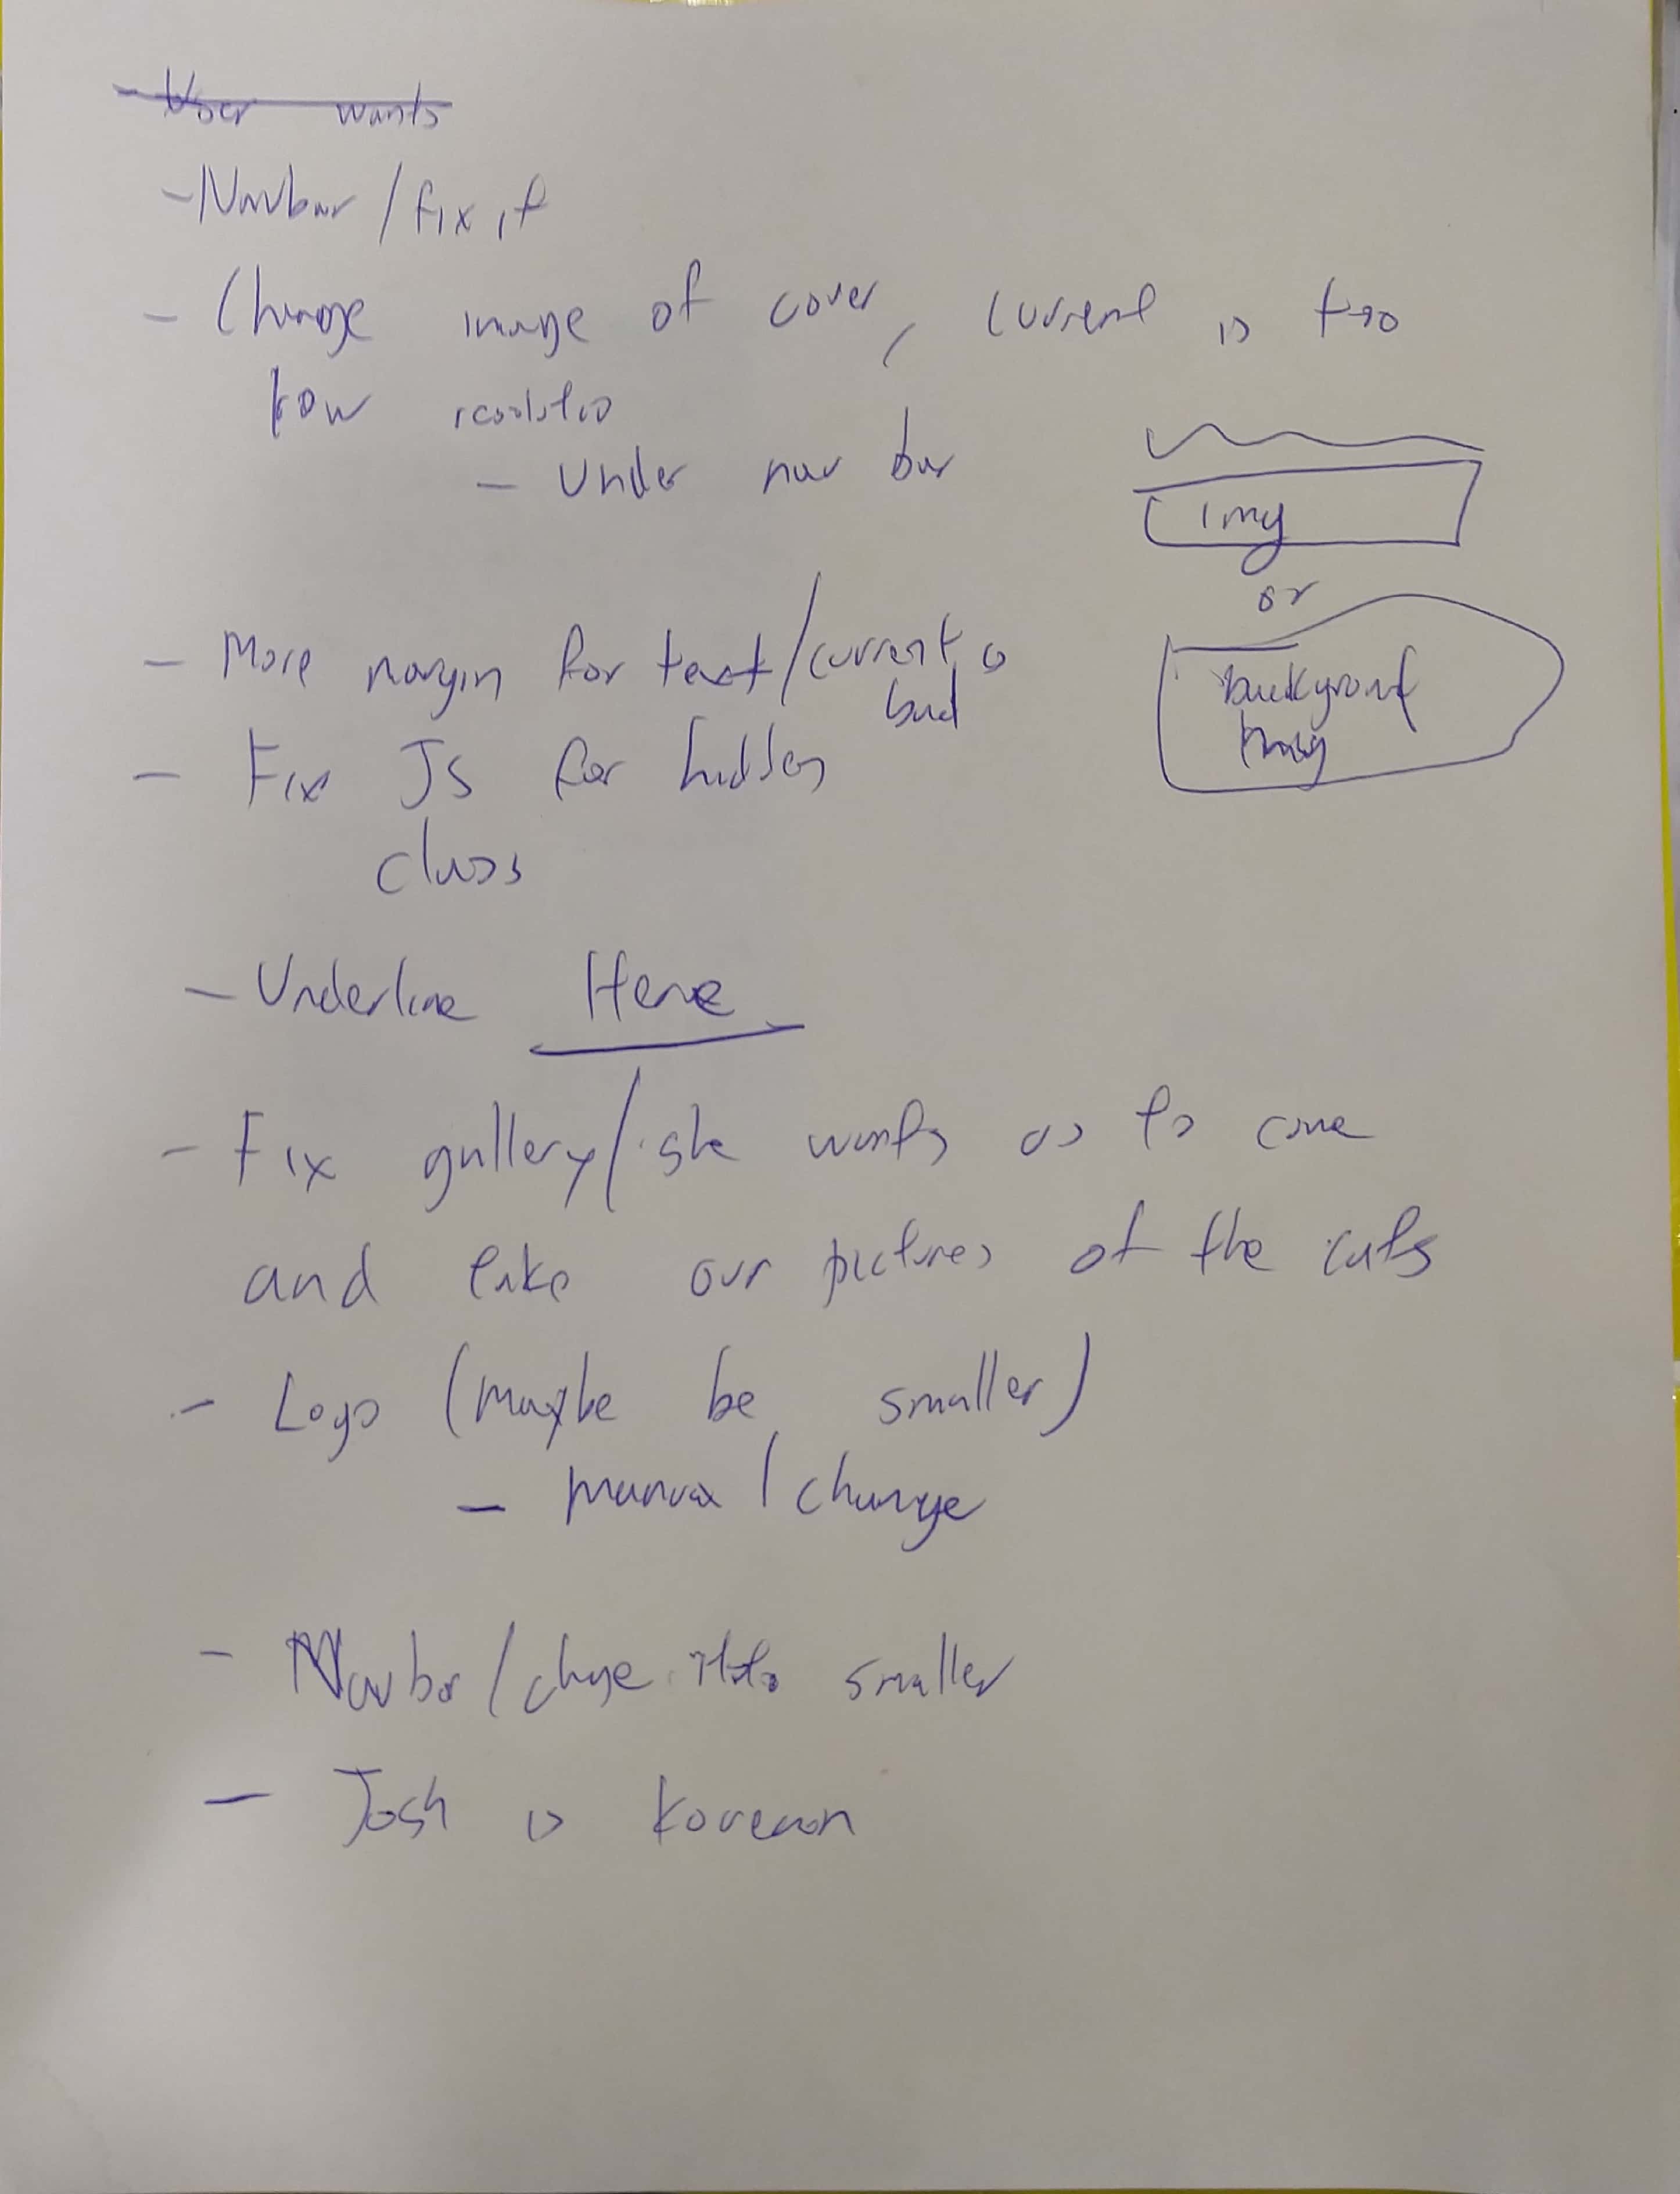 - User wants
- Navbar / fix it
- Change image of cover, current is too
low
- Under nav bar
img
or
background
img
- More margin for text / current is
bad
- Fix JS for hidden
class
- Underline Here
- Fix gallery / she wants us to come
and take our pictures of the cats
- Logo (maybe be smaller)
- manual change
- Navbar / smaller
- Josh is Korean